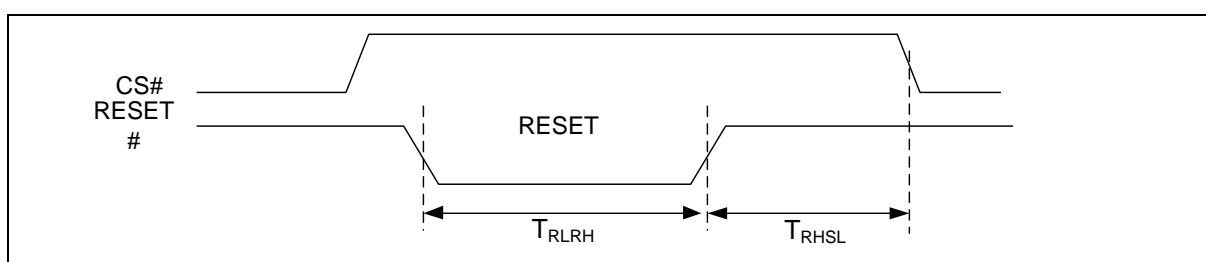 CS#
RESET
#
RESET
TRLRH
TRHSL